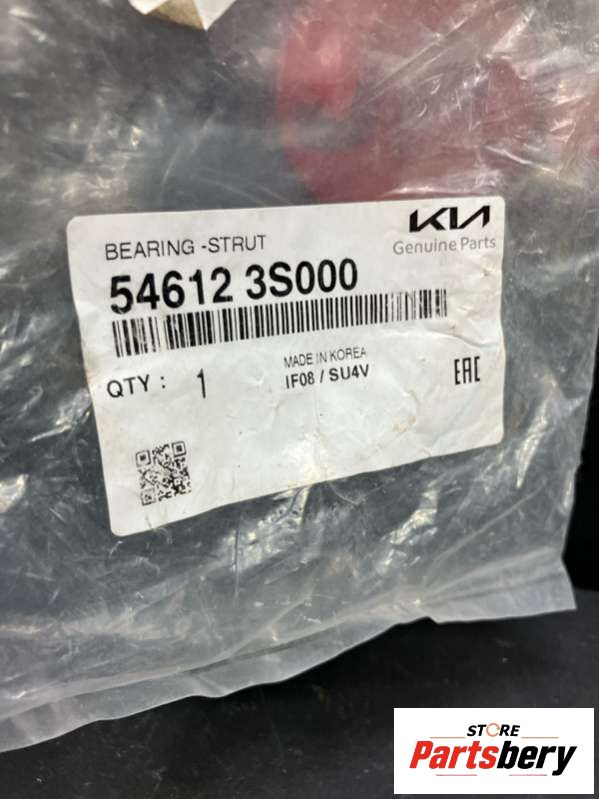 BEARING -STRUT
KIA
Genuine Parts
54612 3S000
QTY : 1
MADE IN KOREA
IF08 / SU4V
EAC
STORE
Partsbery